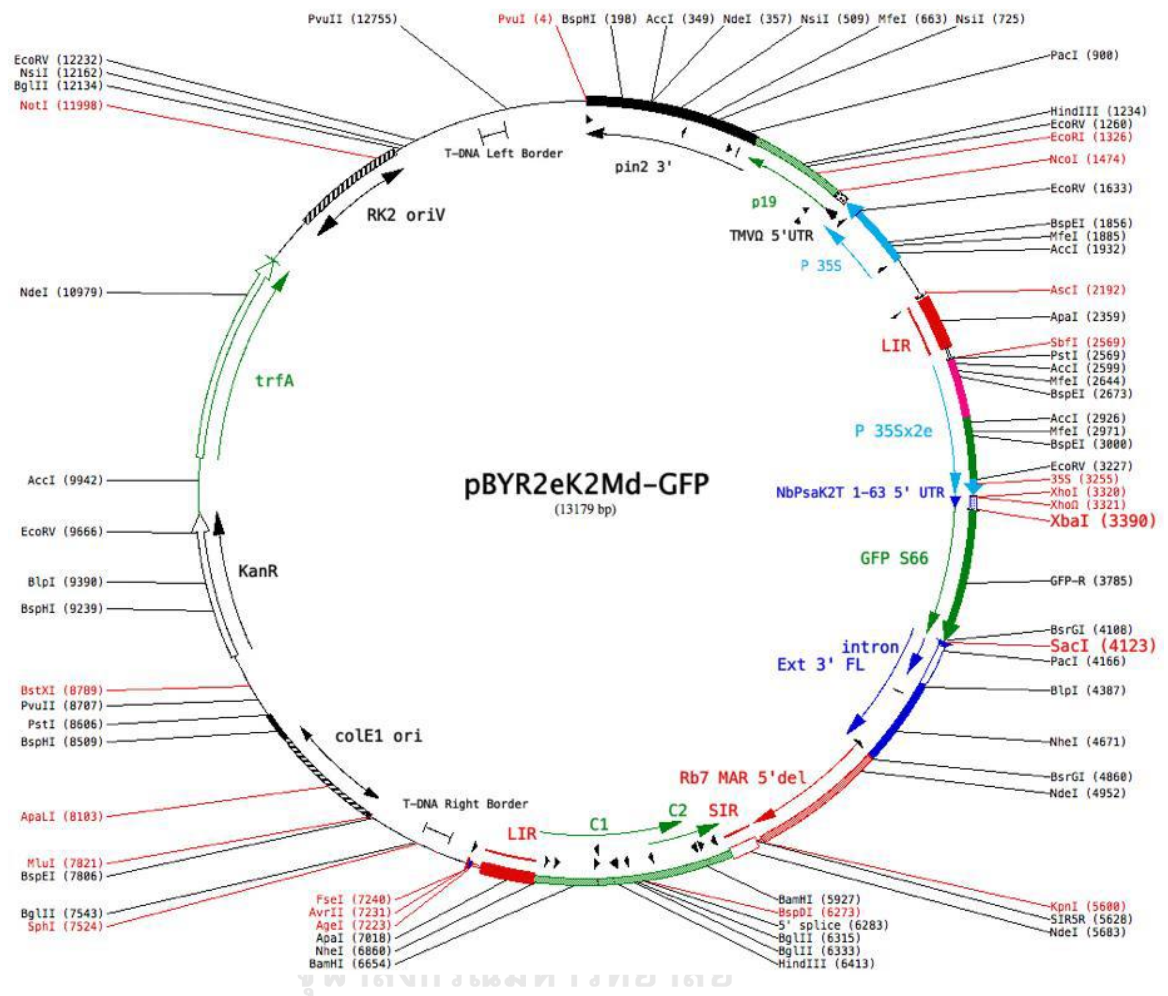 PvuII (12755)
PvuI (4)
BspHI (198)
AccI (349)
NdeI (357)
NsiI (509)
MfeI (663)
NsiI (725)
PacI (900)
HindIII (1234)
EcoRV (1260)
EcoRI (1326)
NcoI (1474)
EcoRV (1633)
BspEI (1856)
MfeI (1885)
AccI (1932)
AscI (2192)
ApaI (2359)
SbfI (2569)
PstI (2569)
AccI (2599)
MfeI (2644)
BspEI (2673)
AccI (2926)
MfeI (2971)
BspEI (3000)
EcoRV (3227)
35S (3255)
XhoI (3320)
XhoΩ (3321)
XbaI (3390)
GFP-R (3785)
BsrGI (4108)
SacI (4123)
PacI (4166)
BlpI (4387)
NheI (4671)
BsrGI (4860)
NdeI (4952)
KpnI (5600)
SIR5R (5628)
NdeI (5683)
BamHI (5927)
BspDI (6273)
5' splice (6283)
BglII (6315)
BglII (6333)
HindIII (6413)
FseI (7240)
AvrII (7231)
AgeI (7223)
ApaI (7018)
NheI (6860)
BamHI (6654)
EcoRV (12232)
NsiI (12162)
BglII (12134)
NotI (11998)
NdeI (10979)
AccI (9942)
EcoRV (9666)
BlpI (9390)
BspHI (9239)
BstXI (8789)
PvuII (8707)
PstI (8606)
BspHI (8509)
ApaLI (8103)
MluI (7821)
BspEI (7806)
BglII (7543)
SphI (7524)
T-DNA Left Border
pin2 3'
p19
TMVΩ 5'UTR
P 35S
LIR
P 35Sx2e
NbPsaK2T 1-63 5' UTR
GFP S66
intron
Ext 3' FL
Rb7 MAR 5'del
SIR
C2
C1
LIR
T-DNA Right Border
colE1 ori
KanR
trfA
RK2 oriV
pBYR2eK2Md-GFP
(13179 bp)